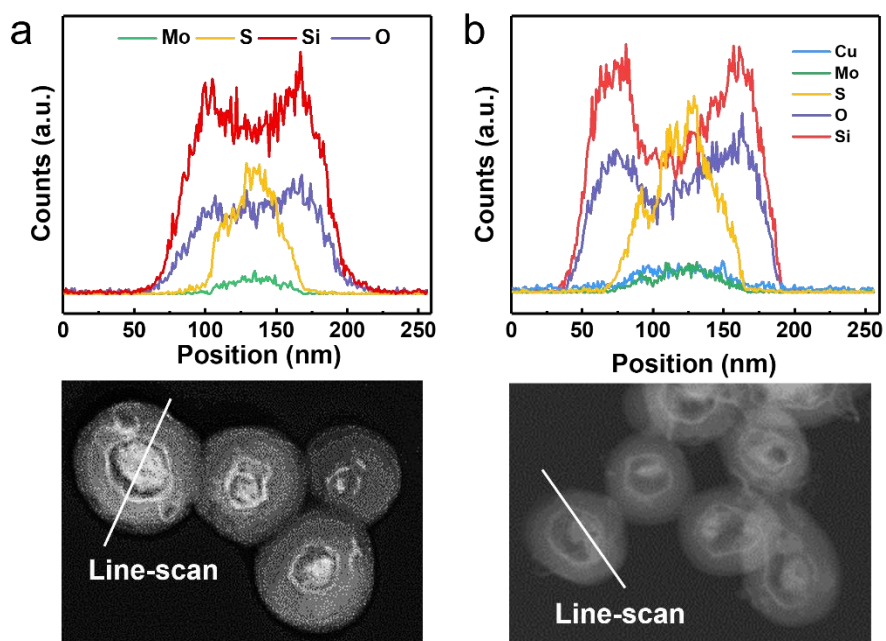 a
Mo S Si O
Counts (a.u.)
0 50 100 150 200 250
Position (nm)
Line-scan
b
Cu
Mo
S
O
Si
Counts (a.u.)
0 50 100 150 200 250
Position (nm)
Line-scan